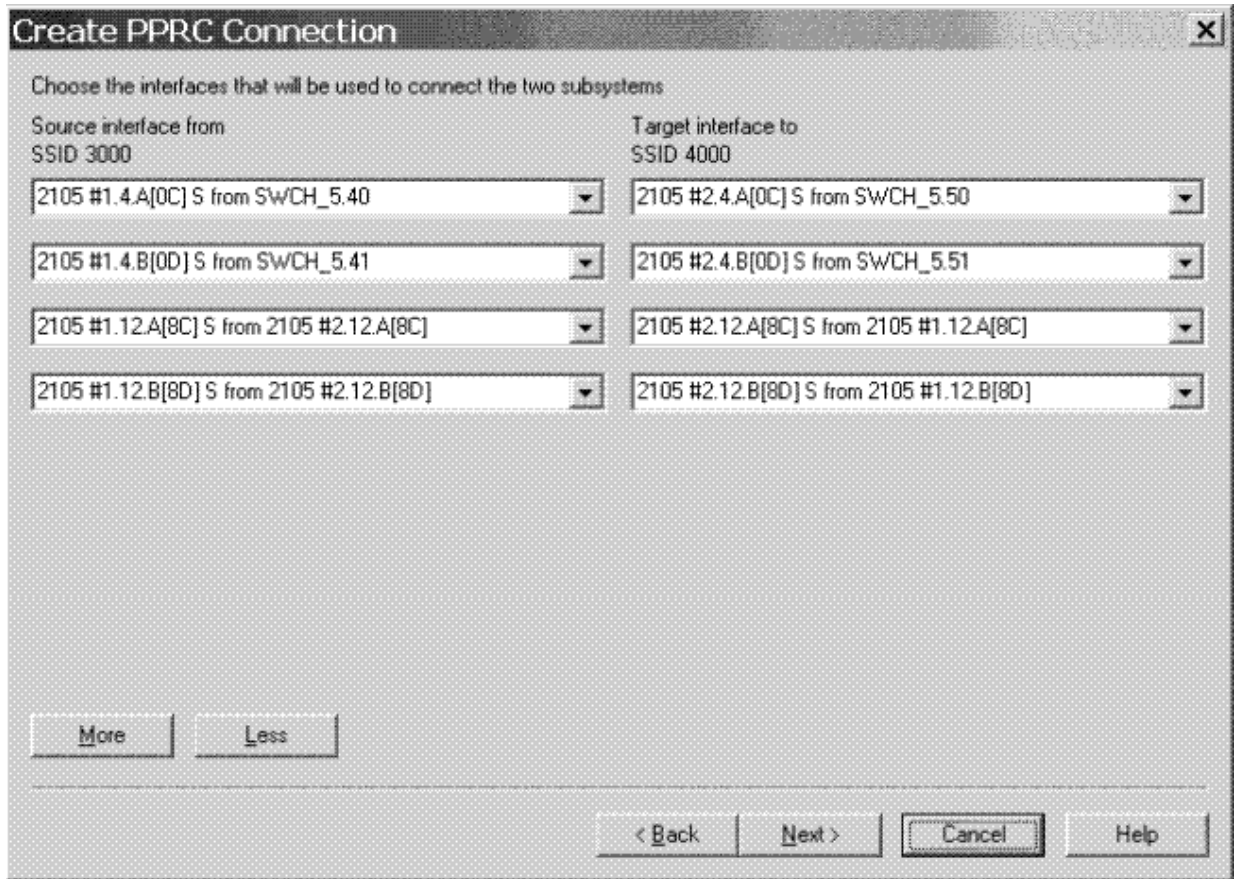 Create PPRC Connection
Choose the interfaces that will be used to connect the two subsystems
Source interface from
SSID 3000
Target interface to
SSID 4000
2105 #1.4.A[0C] S from SWCH_5.40
2105 #2.4.A[0C] S from SWCH_5.50
2105 #1.4.B[0D] S from SWCH_5.41
2105 #2.4.B[0D] S from SWCH_5.51
2105 #1.12.A[8C] S from 2105 #2.12.A[8C]
2105 #2.12.A[8C] S from 2105 #1.12.A[8C]
2105 #1.12.B[8D] S from 2105 #2.12.B[8D]
2105 #2.12.B[8D] S from 2105 #1.12.B[8D]
More
Less
< Back
Next >
Cancel
Help